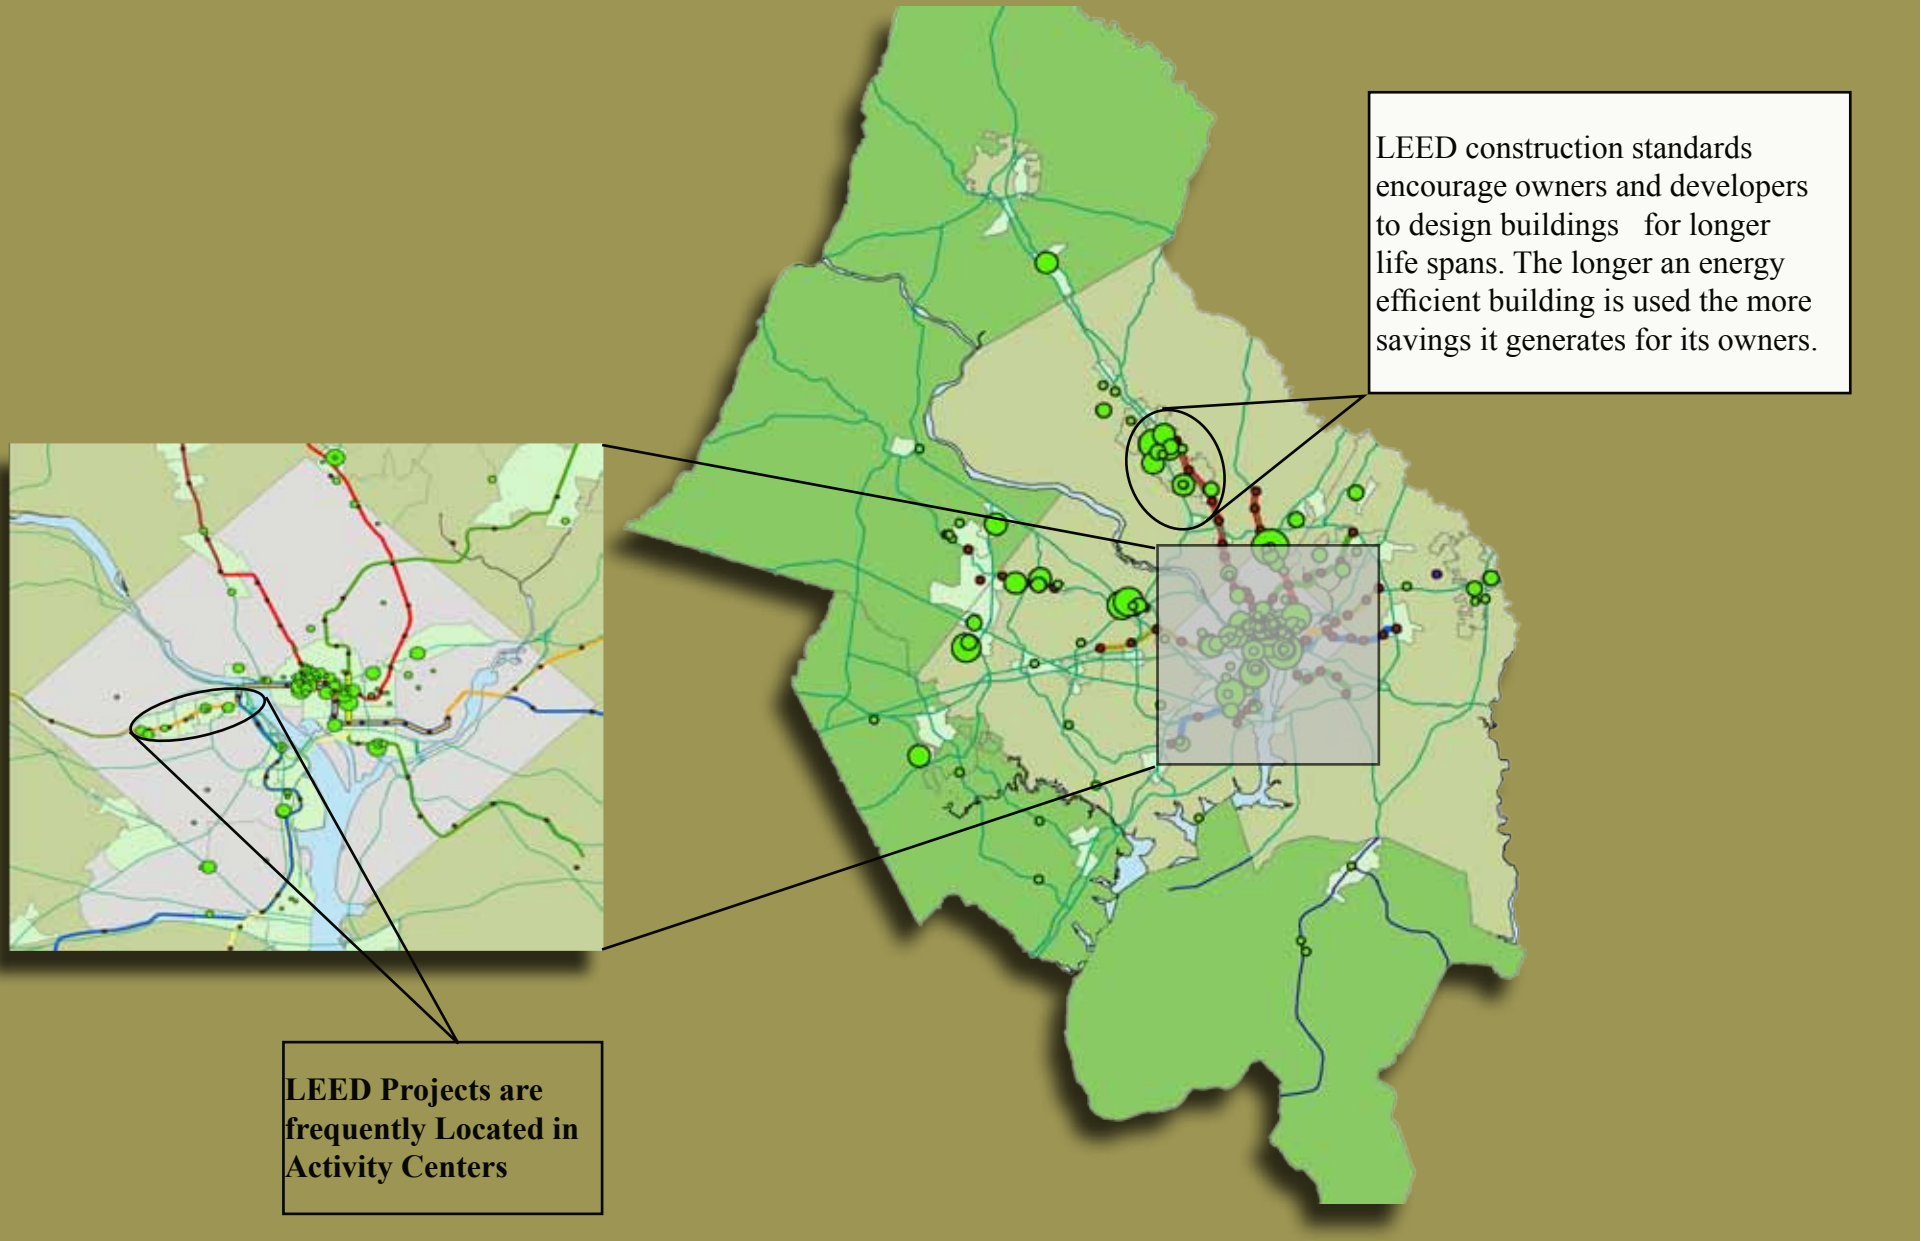 LEED construction standards
encourage owners and developers
to design buildings   for longer
life spans. The longer an energy
efficient building is used the more
savings it generates for its owners.
LEED Projects are
frequently Located in
Activity Centers